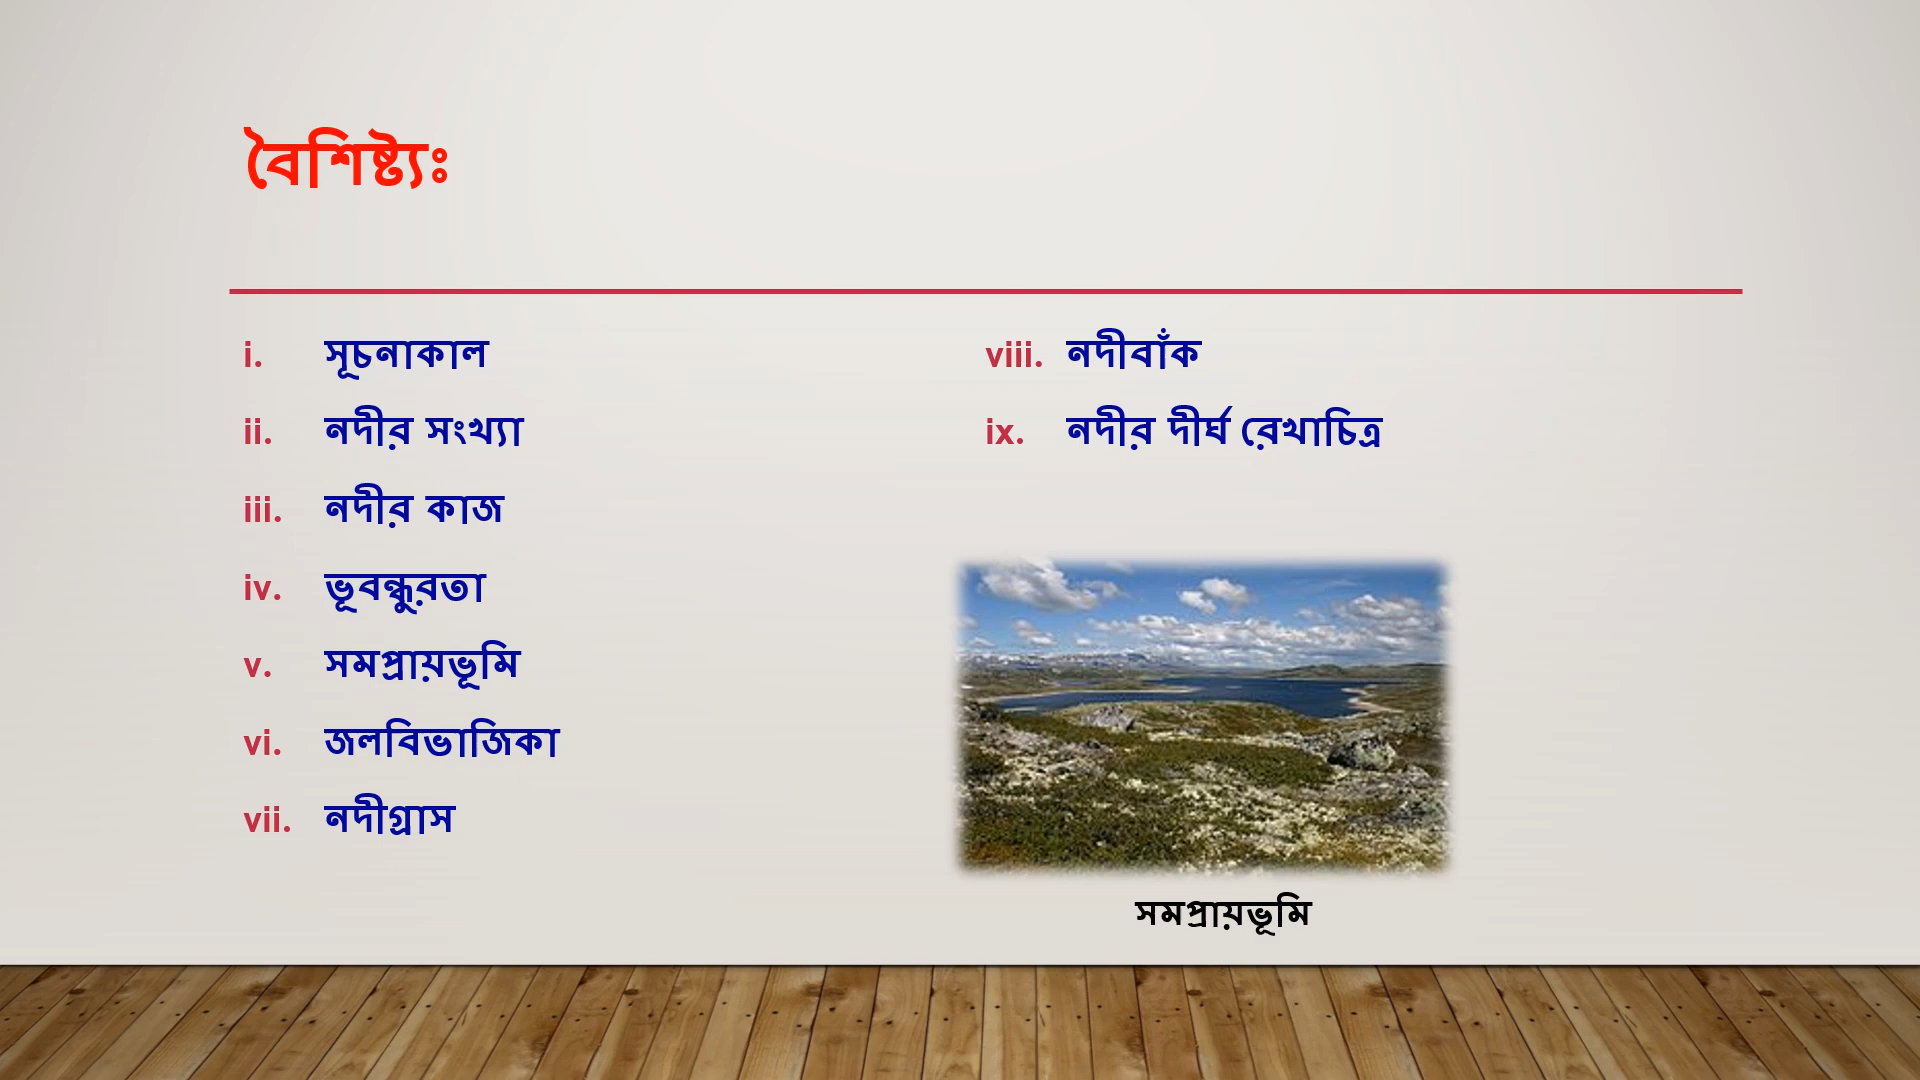 বৈশিষ্ট্যঃ
i. সূচনাকাল
ii. নদীর সংখ্যা
iii. নদীর কাজ
iv. ভূবন্ধুরতা
v. সমপ্রায়ভূমি
vi. জলবিভাজিকা
vii. নদীগ্রাস
viii. নদীবাঁক
ix. নদীর দীর্ঘ রেখাচিত্র
সমপ্রায়ভূমি